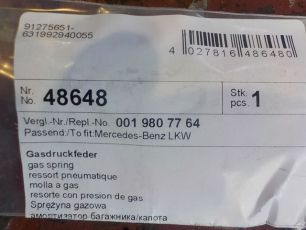 91275651-
631992940055
4 027816 486480
Nr.
No. 48648
Stk.
pcs. 1
Vergl.-Nr./Repl.-No. 001 980 77 64
Passend:/To fit:Mercedes-Benz LKW
Gasdruckfeder
gas spring
ressort pneumatique
molla a gas
resorte con presion de gas
Sprężyna gazowa
амортизатор багажника/капота